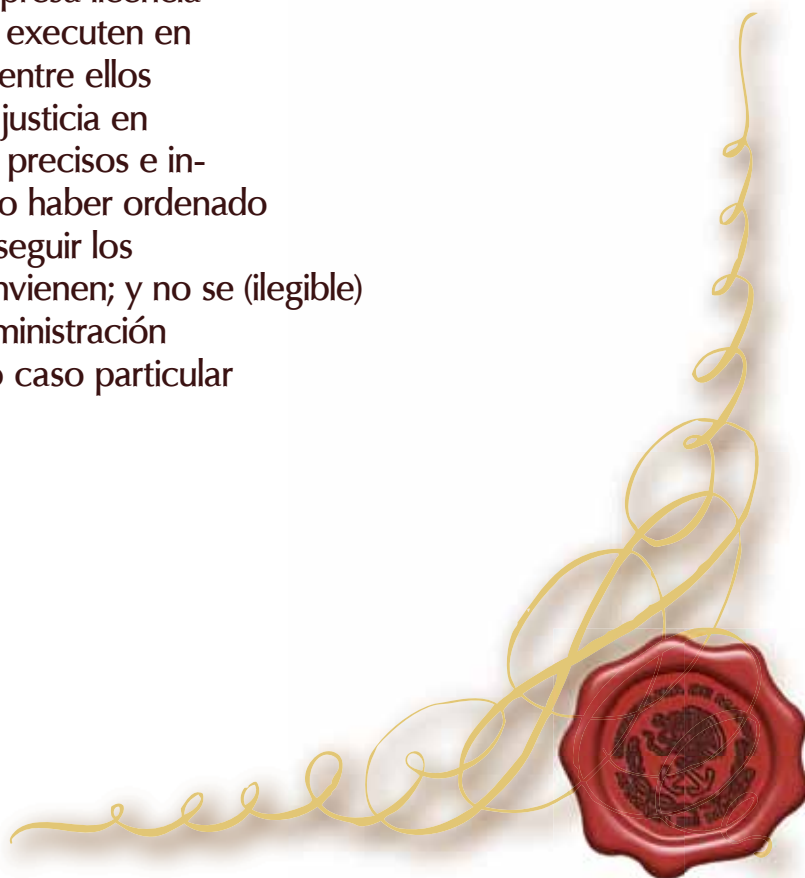 presa licencia
executen en
entre ellos
justicia en
precisos e in-
o haber ordenado
seguir los
nvienen; y no se (ilegible)
ministración
o caso particular